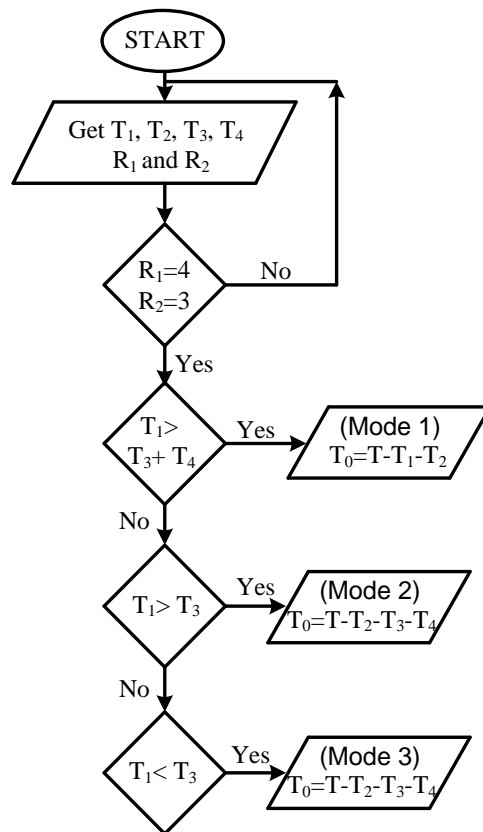 START
Get T₁, T₂, T₃, T₄
R₁ and R₂
R₁=4
R₂=3
No
Yes
T₁>
T₃+ T₄
Yes
(Mode 1)
T₀=T-T₁-T₂
No
T₁> T₃
Yes
(Mode 2)
T₀=T-T₂-T₃-T₄
No
T₁< T₃
Yes
(Mode 3)
T₀=T-T₂-T₃-T₄